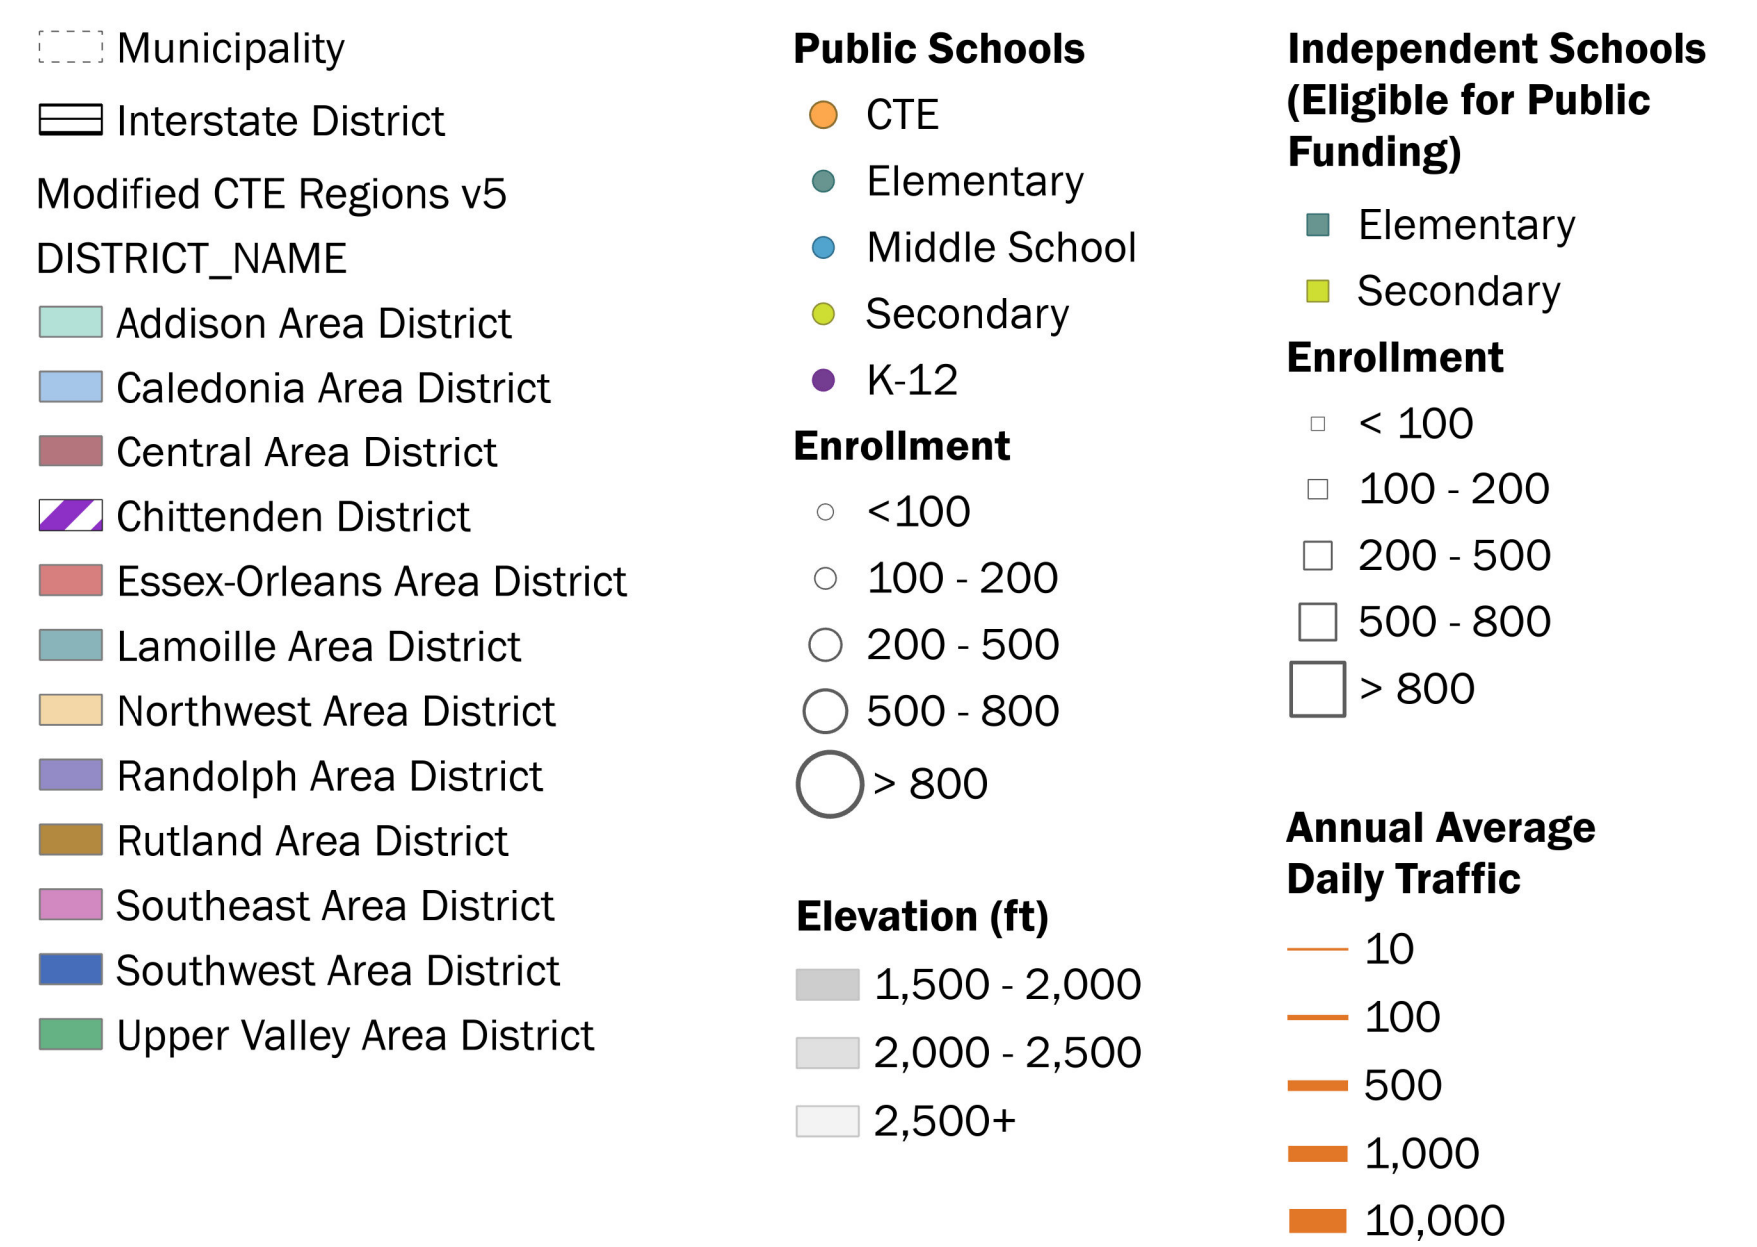 Municipality
Interstate District
Modified CTE Regions v5
DISTRICT_NAME
Addison Area District
Caledonia Area District
Central Area District
Chittenden District
Essex-Orleans Area District
Lamoille Area District
Northwest Area District
Randolph Area District
Rutland Area District
Southeast Area District
Southwest Area District
Upper Valley Area District
Public Schools
CTE
Elementary
Middle School
Secondary
K-12
Enrollment
<100
100 - 200
200 - 500
500 - 800
> 800
Elevation (ft)
1,500 - 2,000
2,000 - 2,500
2,500+
Independent Schools
(Eligible for Public
Funding)
Elementary
Secondary
Enrollment
< 100
100 - 200
200 - 500
500 - 800
> 800
Annual Average
Daily Traffic
10
100
500
1,000
10,000